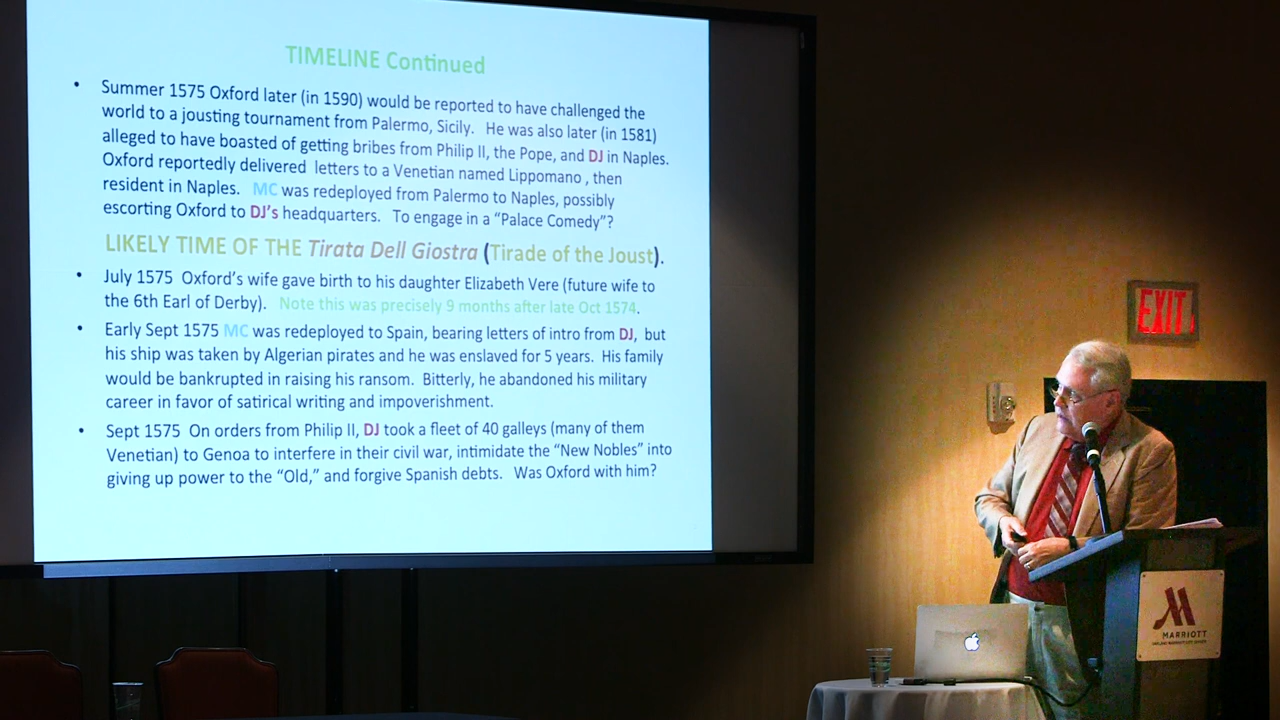 TIMELINE Continued
• Summer 1575 Oxford later (in 1590) would be reported to have challenged the
world to a jousting tournament from Palermo, Sicily. He was also later (in 1581)
alleged to have boasted of getting bribes from Philip II, the Pope, and DJ in Naples.
Oxford reportedly delivered letters to a Venetian named Lippomano , then
resident in Naples. MC was redeployed from Palermo to Naples, possibly
escorting Oxford to DJ's headquarters. To engage in a “Palace Comedy”?
LIKELY TIME OF THE Tirata Dell Giostra (Tirade of the Joust).
• July 1575 Oxford's wife gave birth to his daughter Elizabeth Vere (future wife to
the 6th Earl of Derby). Note this was precisely 9 months after late Oct 1574.
• Early Sept 1575 MC was redeployed to Spain, bearing letters of intro from DJ, but
his ship was taken by Algerian pirates and he was enslaved for 5 years. His family
would be bankrupted in raising his ransom. Bitterly, he abandoned his military
career in favor of satirical writing and impoverishment.
• Sept 1575 On orders from Philip II, DJ took a fleet of 40 galleys (many of them
Venetian) to Genoa to interfere in their civil war, intimidate the “New Nobles” into
giving up power to the “Old,” and forgive Spanish debts. Was Oxford with him?
EXIT
MARRIOTT